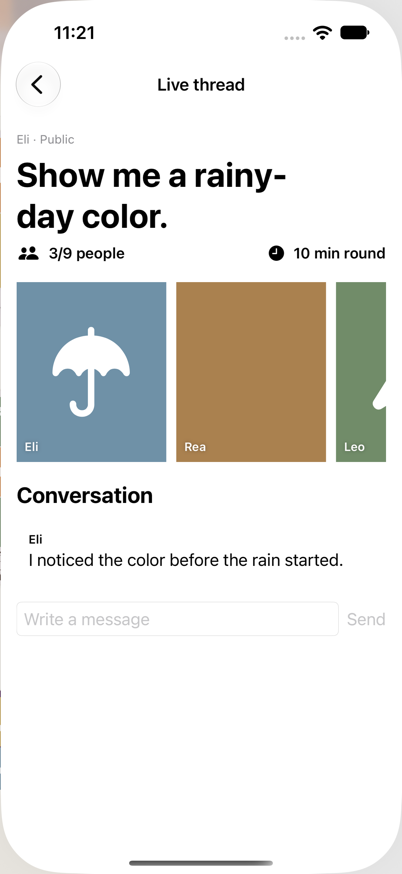 11:21
Live thread
Eli · Public
Show me a rainy-
day color.
3/9 people
10 min round
Eli
Rea
Leo
Conversation
Eli
I noticed the color before the rain started.
Write a message
Send